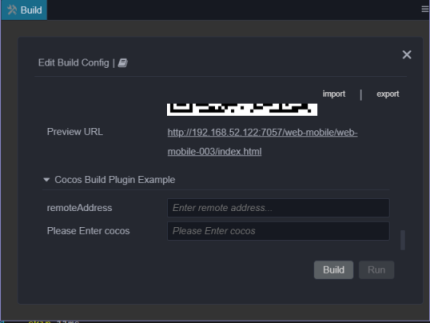 Build
Edit Build Config |
import | export
Preview URL
http://192.168.52.122:7057/web-mobile/web-
mobile-003/index.html
Cocos Build Plugin Example
remoteAddress
Enter remote address...
Please Enter cocos
Please Enter cocos
Build
Run